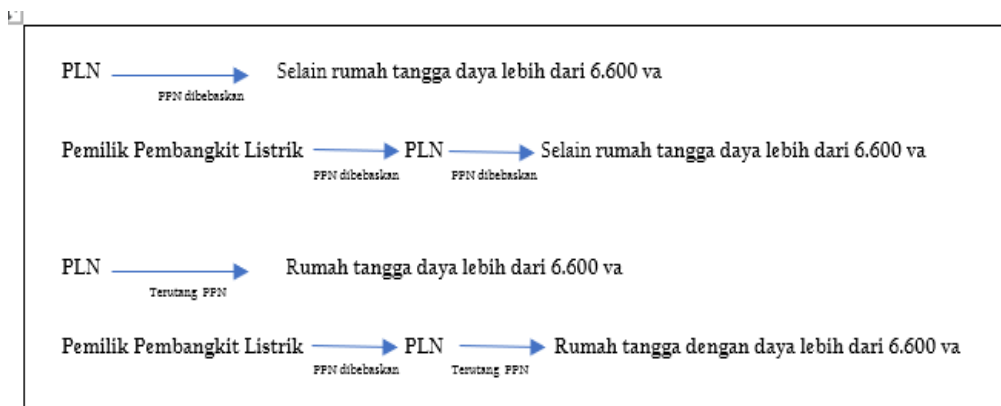 PLN Selain rumah tangga daya lebih dari 6.600 va
PPN dibebaskan
Pemilik Pembangkit Listrik PLN Selain rumah tangga daya lebih dari 6.600 va
PPN dibebaskan PPN dibebaskan
PLN Rumah tangga daya lebih dari 6.600 va
Terutang PPN
Pemilik Pembangkit Listrik PLN Rumah tangga dengan daya lebih dari 6.600 va
PPN dibebaskan Terutang PPN